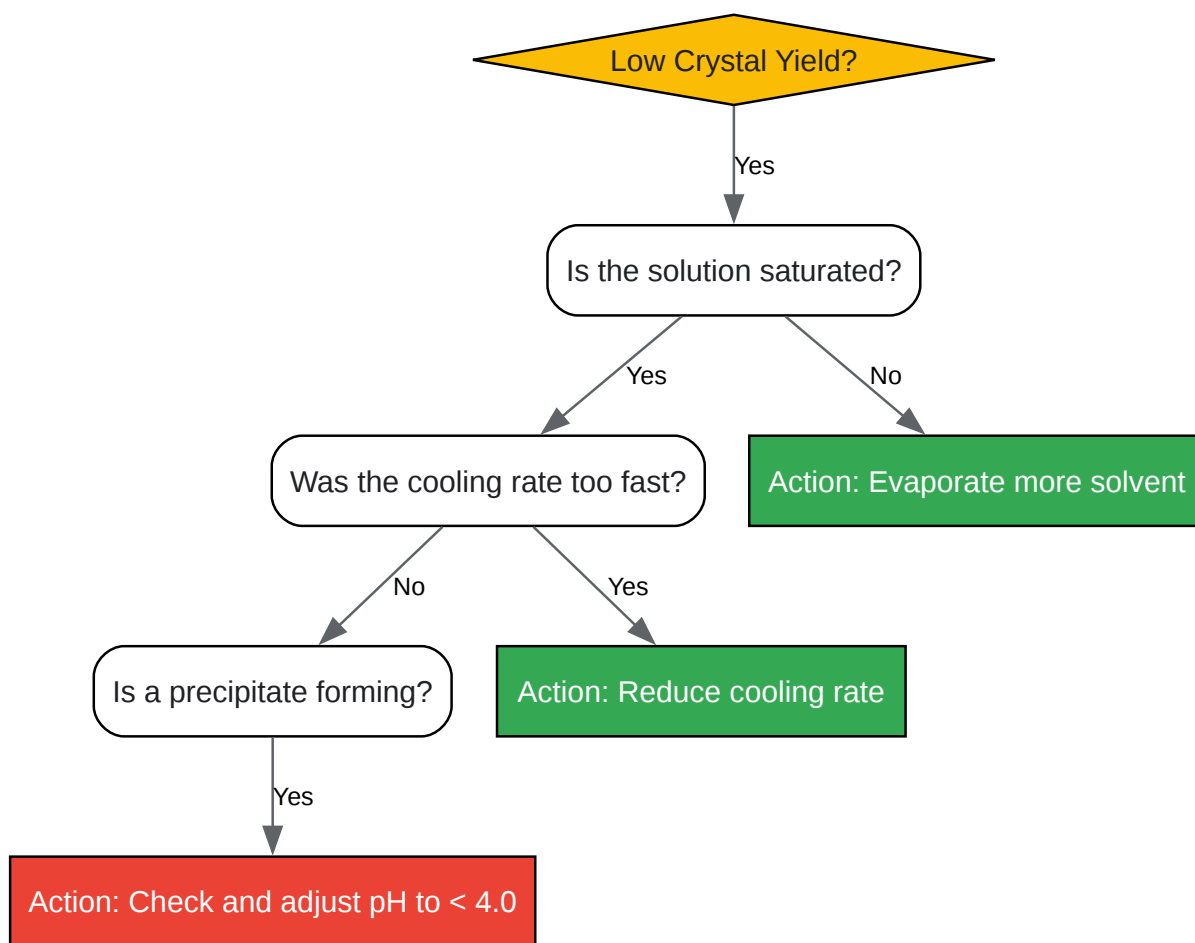 Low Crystal Yield?
Yes
Is the solution saturated?
Yes
No
Was the cooling rate too fast?
Action: Evaporate more solvent
No
Yes
Is a precipitate forming?
Action: Reduce cooling rate
Yes
Action: Check and adjust pH to < 4.0